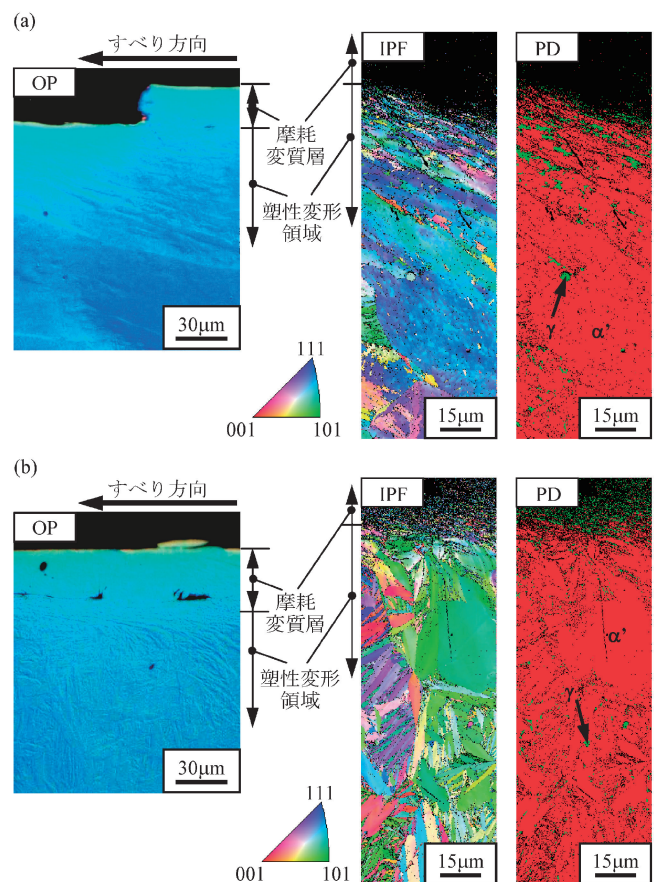 (a)
すべり方向
OP
IPF
PD
摩耗
変質層
塑性変形
領域
γ
α'
30μm
111
001
101
15μm
15μm
(b)
すべり方向
OP
IPF
PD
摩耗
変質層
塑性変形
領域
α'
γ
30μm
111
001
101
15μm
15μm